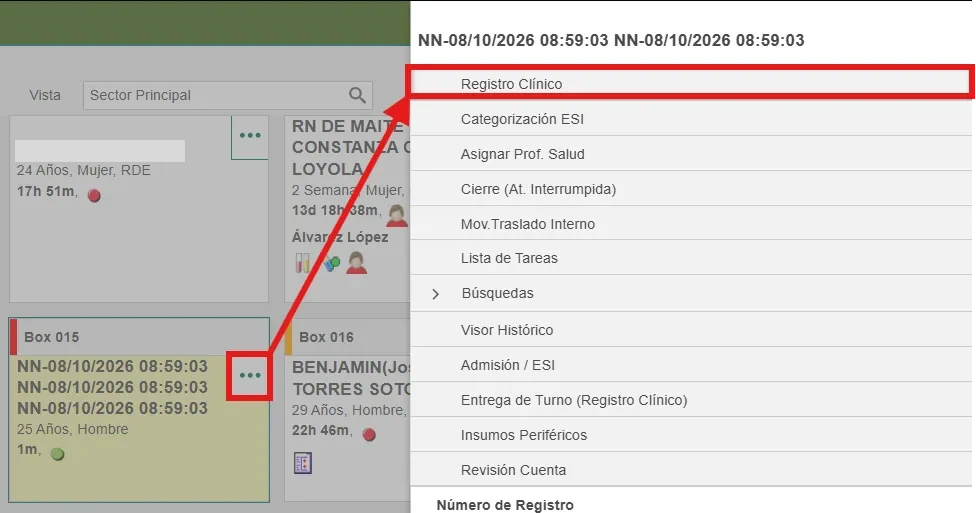 NN-08/10/2026 08:59:03 NN-08/10/2026 08:59:03
Vista
Sector Principal
Registro Clínico
Categorización ESI
Asignar Prof. Salud
Cierre (At. Interrumpida)
Mov.Traslado Interno
Lista de Tareas
Búsquedas
Visor Histórico
Admisión / ESI
Entrega de Turno (Registro Clínico)
Insumos Periféricos
Revisión Cuenta
Número de Registro
24 Años, Mujer, RDE
17h 51m,
RN DE MAITE
CONSTANZA
LOYOLA,
2 Semana, Mujer,
13d 18h 38m,
Álvarez López
Box 015
NN-08/10/2026 08:59:03
NN-08/10/2026 08:59:03
NN-08/10/2026 08:59:03
25 Años, Hombre
1m,
Box 016
BENJAMIN(Jos
TORRES SOTO
29 Años, Hombre,
22h 46m,